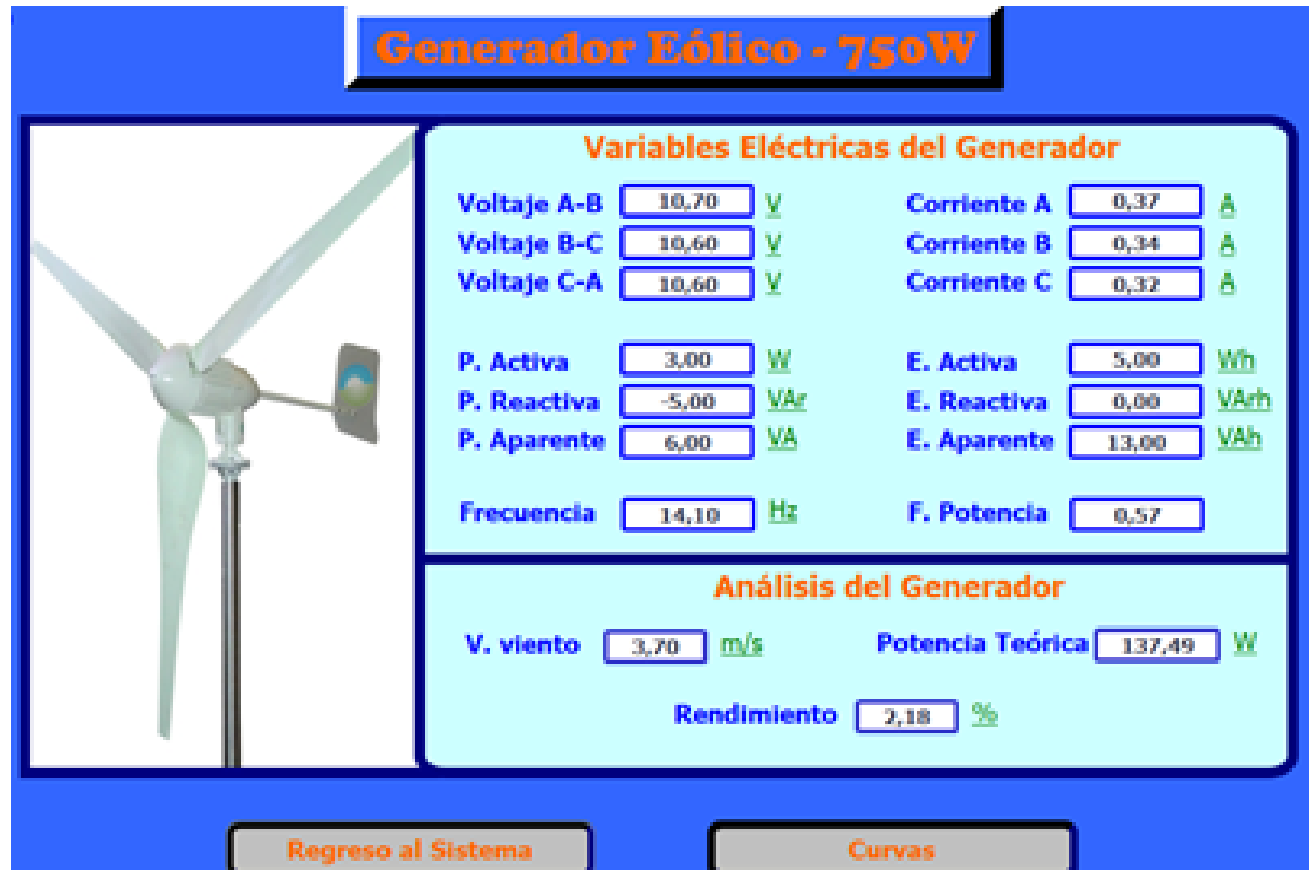 Generador Eólico - 750W
Variables Eléctricas del Generador
Voltaje A-B 10,70 V Corriente A 0,37 A
Voltaje B-C 10,60 V Corriente B 0,34 A
Voltaje C-A 10,60 V Corriente C 0,32 A
P. Activa 3,00 W E. Activa 5,00 Wh
P. Reactiva -5,00 VAr E. Reactiva 0,00 VArh
P. Aparente 6,00 VA E. Aparente 13,00 VAh
Frecuencia 14,10 Hz F. Potencia 0,57
Análisis del Generador
V. viento 3,70 m/s Potencia Teórica 137,49 W
Rendimiento 2,18 %
Regreso al Sistema Curvas